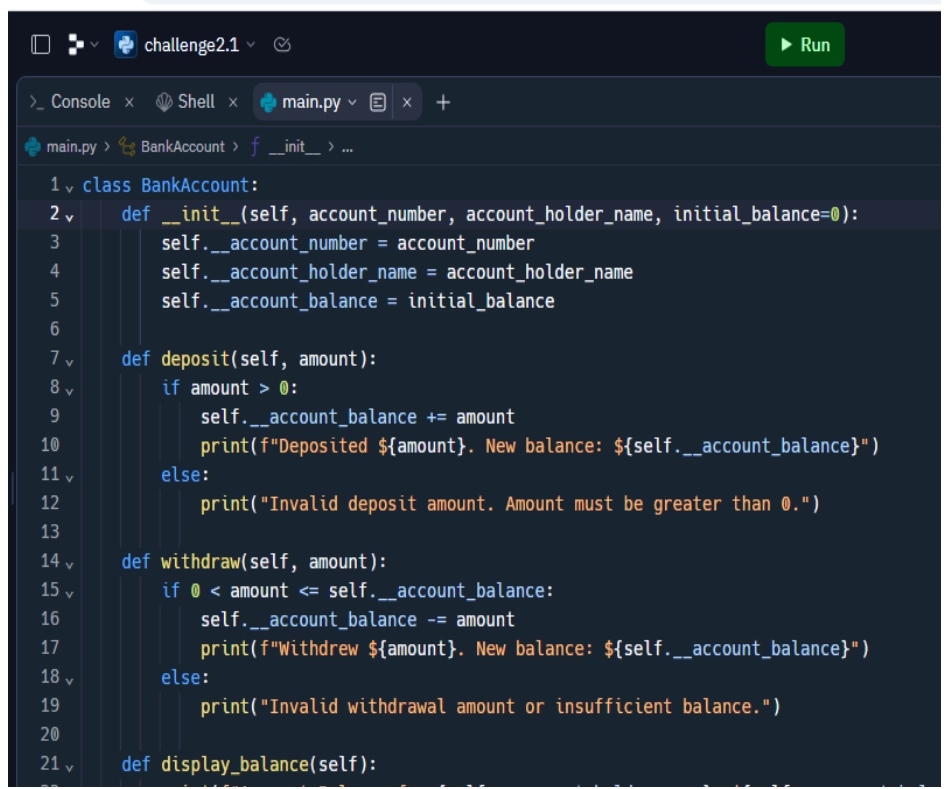 challenge2.1
Run
Console × Shell × main.py × +
main.py > BankAccount > f __init__ > ...
1 class BankAccount:
2 def __init__(self, account_number, account_holder_name, initial_balance=0):
3 self.__account_number = account_number
4 self.__account_holder_name = account_holder_name
5 self.__account_balance = initial_balance
6
7 def deposit(self, amount):
8 if amount > 0:
9 self.__account_balance += amount
10 print(f"Deposited ${amount}. New balance: ${self.__account_balance}")
11 else:
12 print("Invalid deposit amount. Amount must be greater than 0.")
13
14 def withdraw(self, amount):
15 if 0 < amount <= self.__account_balance:
16 self.__account_balance -= amount
17 print(f"Withdrew ${amount}. New balance: ${self.__account_balance}")
18 else:
19 print("Invalid withdrawal amount or insufficient balance.")
20
21 def display_balance(self):